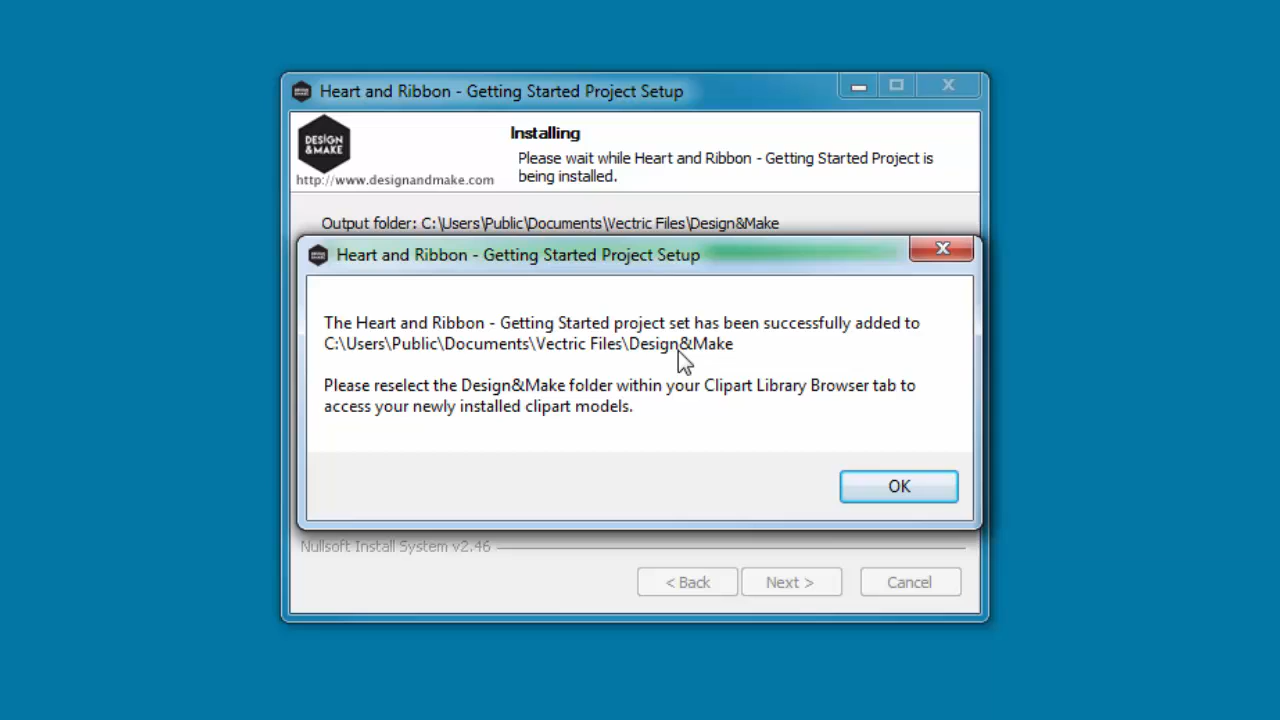 Heart and Ribbon - Getting Started Project Setup
DESIGN
&MAKE
http://www.designandmake.com
Installing
Please wait while Heart and Ribbon - Getting Started Project is
being installed.
Output folder: C:\Users\Public\Documents\Vectric Files\Design&Make
Heart and Ribbon - Getting Started Project Setup
The Heart and Ribbon - Getting Started project set has been successfully added to
C:\Users\Public\Documents\Vectric Files\Design&Make
Please reselect the Design&Make folder within your Clipart Library Browser tab to
access your newly installed clipart models.
OK
Nullsoft Install System v2.46
< Back
Next >
Cancel